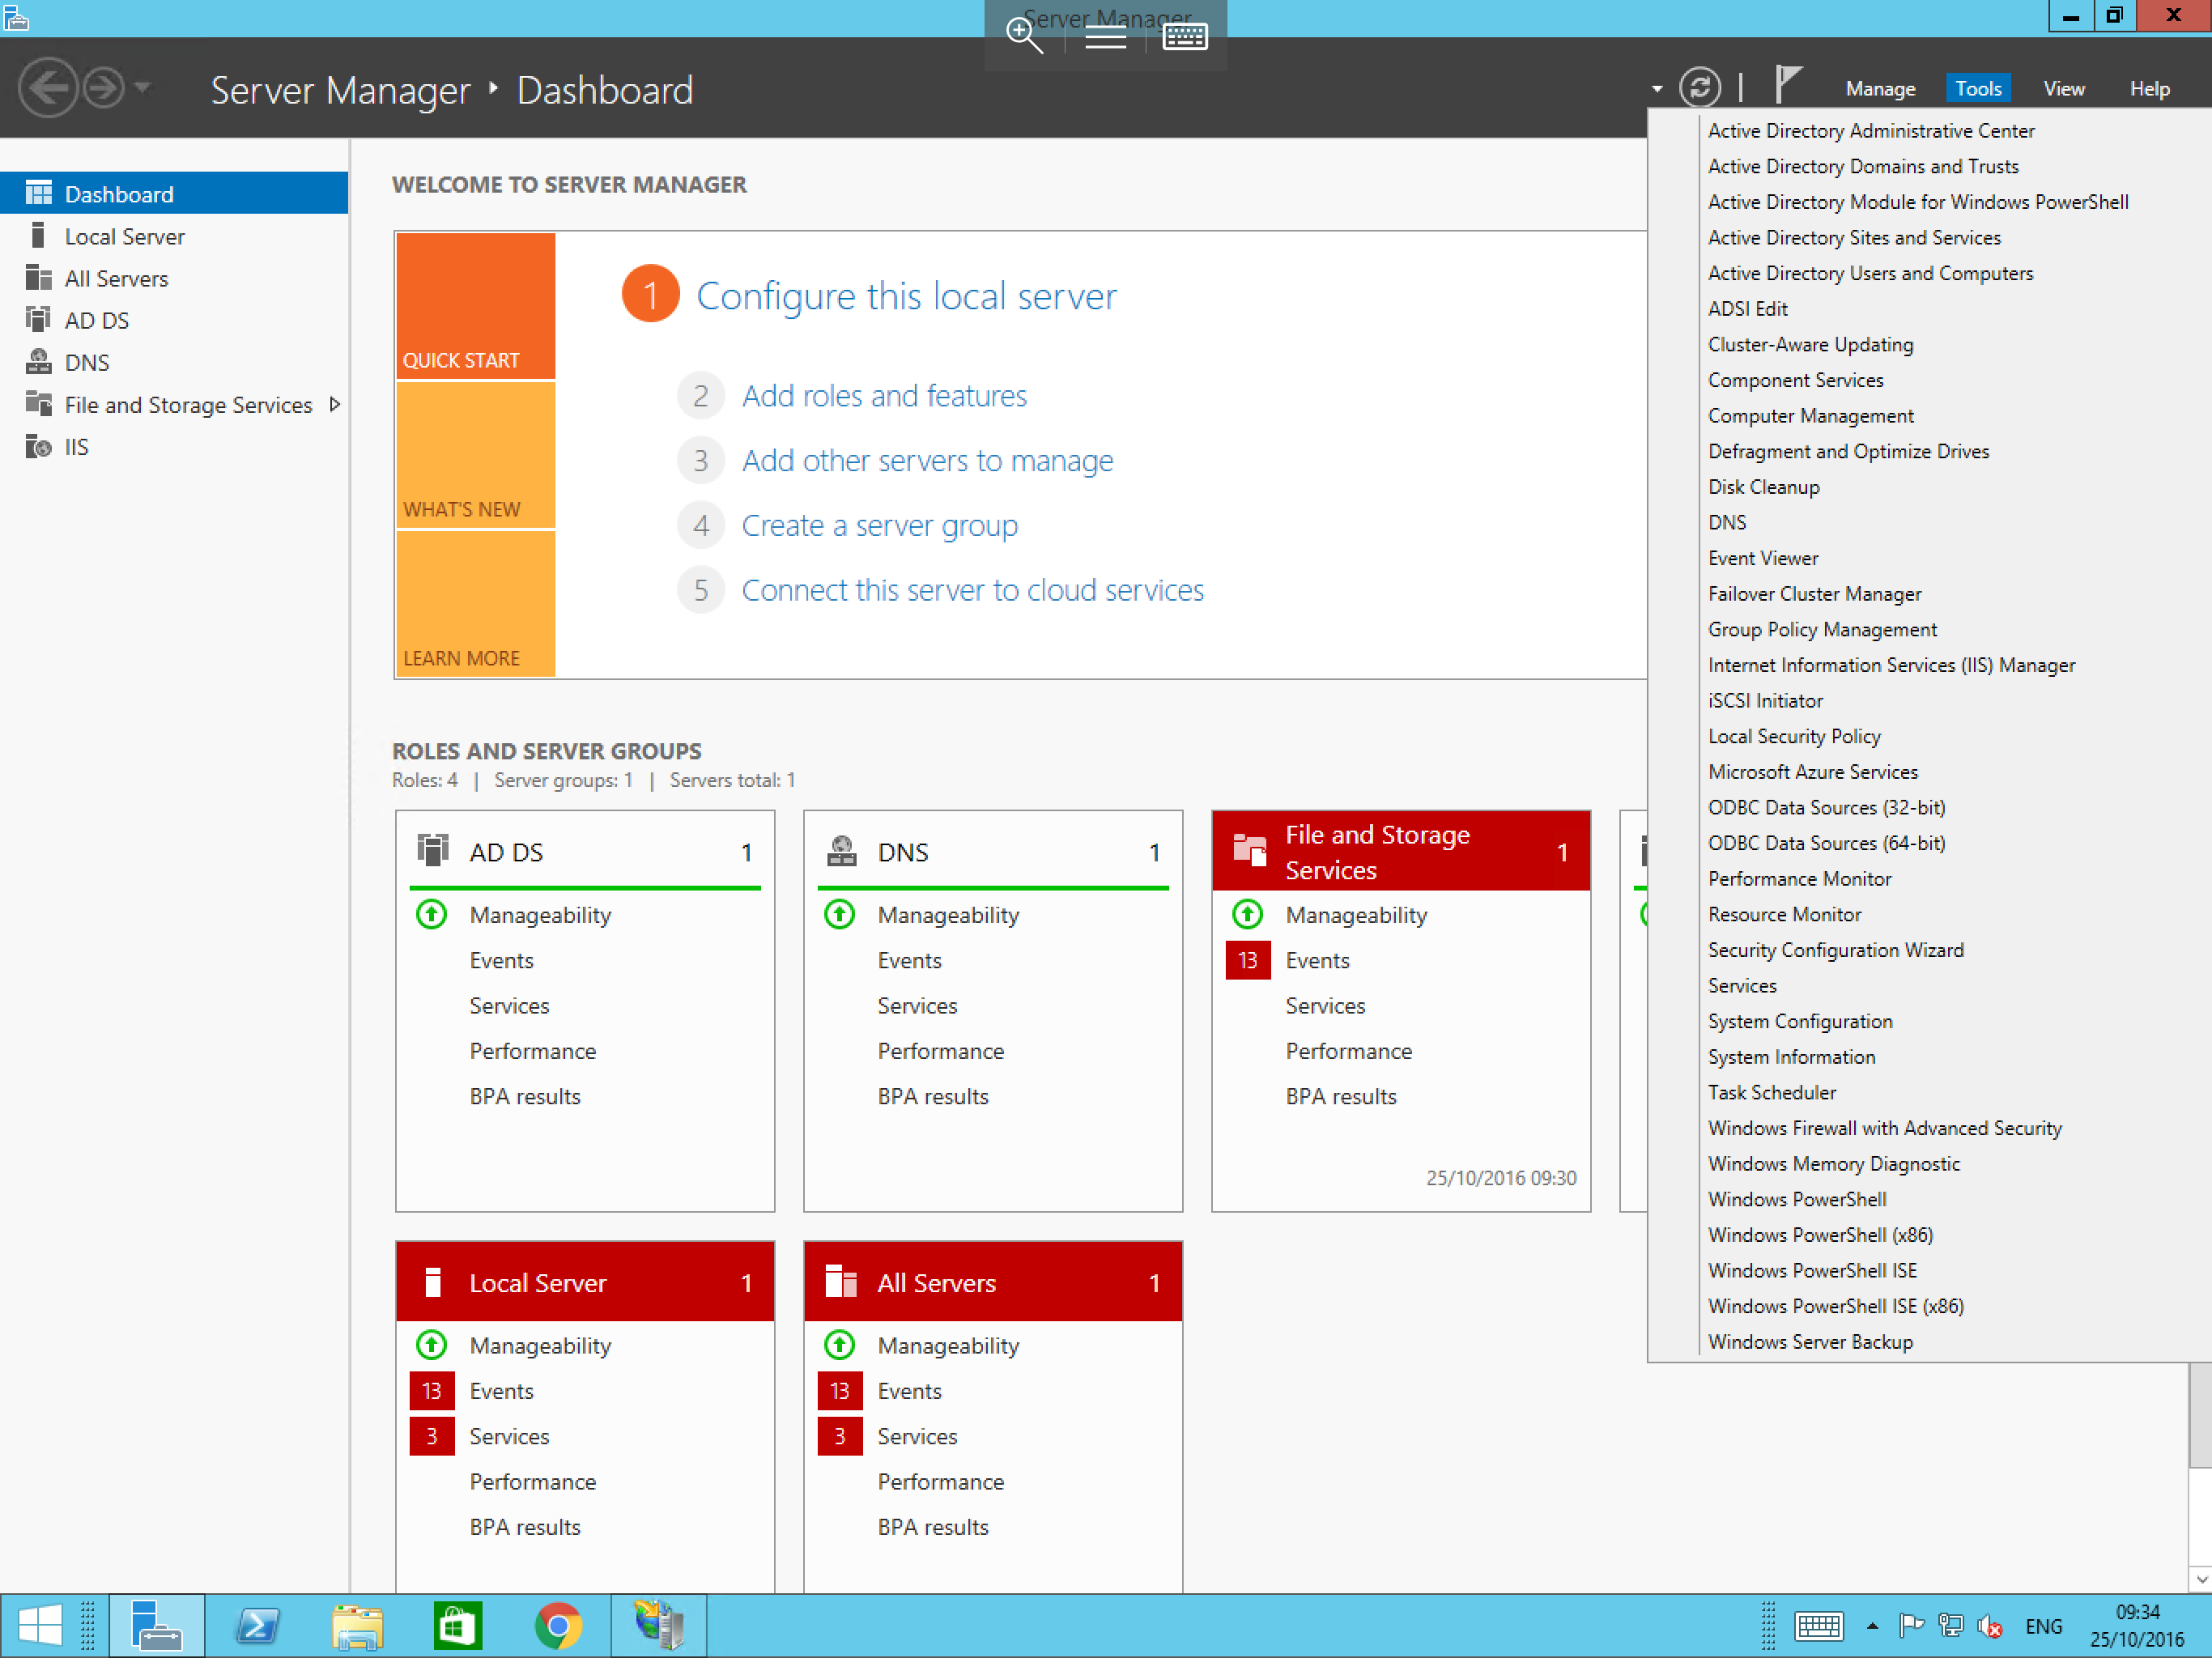 Server Manager
Server Manager ‣ Dashboard
Manage
Tools
View
Help
Dashboard
Local Server
All Servers
AD DS
DNS
File and Storage Services
IIS
WELCOME TO SERVER MANAGER
QUICK START
WHAT'S NEW
LEARN MORE
1 Configure this local server
2 Add roles and features
3 Add other servers to manage
4 Create a server group
5 Connect this server to cloud services
ROLES AND SERVER GROUPS
Roles: 4 | Server groups: 1 | Servers total: 1
AD DS 1
Manageability
Events
Services
Performance
BPA results
DNS 1
Manageability
Events
Services
Performance
BPA results
File and Storage
Services 1
Manageability
13 Events
Services
Performance
BPA results
25/10/2016 09:30
Local Server 1
Manageability
13 Events
3 Services
Performance
BPA results
All Servers 1
Manageability
13 Events
3 Services
Performance
BPA results
Active Directory Administrative Center
Active Directory Domains and Trusts
Active Directory Module for Windows PowerShell
Active Directory Sites and Services
Active Directory Users and Computers
ADSI Edit
Cluster-Aware Updating
Component Services
Computer Management
Defragment and Optimize Drives
Disk Cleanup
DNS
Event Viewer
Failover Cluster Manager
Group Policy Management
Internet Information Services (IIS) Manager
iSCSI Initiator
Local Security Policy
Microsoft Azure Services
ODBC Data Sources (32-bit)
ODBC Data Sources (64-bit)
Performance Monitor
Resource Monitor
Security Configuration Wizard
Services
System Configuration
System Information
Task Scheduler
Windows Firewall with Advanced Security
Windows Memory Diagnostic
Windows PowerShell
Windows PowerShell (x86)
Windows PowerShell ISE
Windows PowerShell ISE (x86)
Windows Server Backup
ENG
09:34
25/10/2016